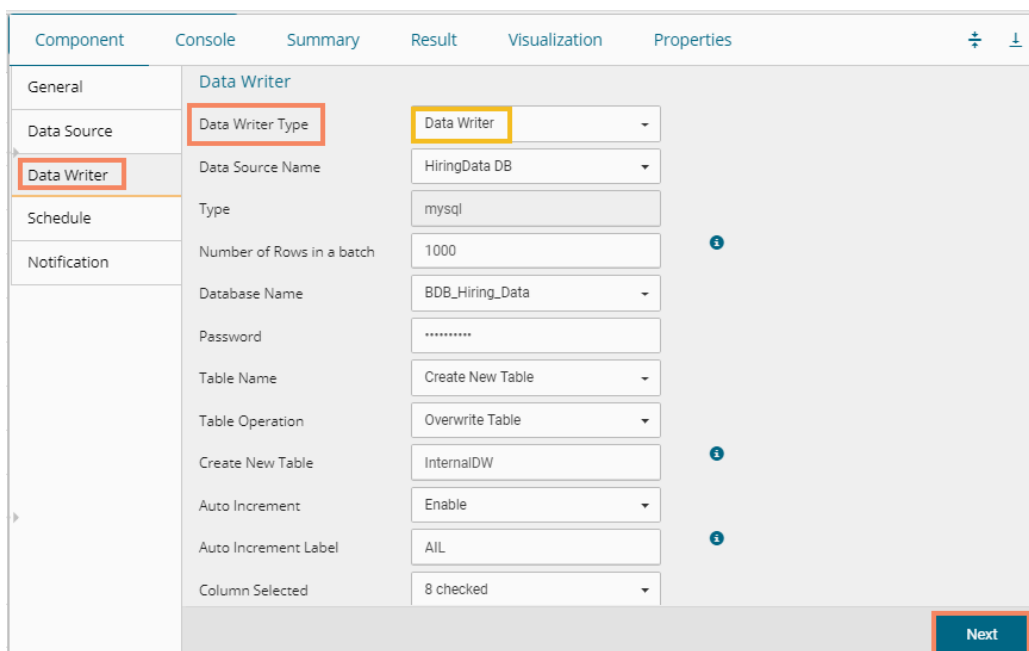 Component Console Summary Result Visualization Properties
General
Data Source
Data Writer
Schedule
Notification
Data Writer
Data Writer Type Data Writer
Data Source Name HiringData DB
Type mysql
Number of Rows in a batch 1000
Database Name BDB_Hiring_Data
Password ••••••••••
Table Name Create New Table
Table Operation Overwrite Table
Create New Table InternalDW
Auto Increment Enable
Auto Increment Label AIL
Column Selected 8 checked
Next